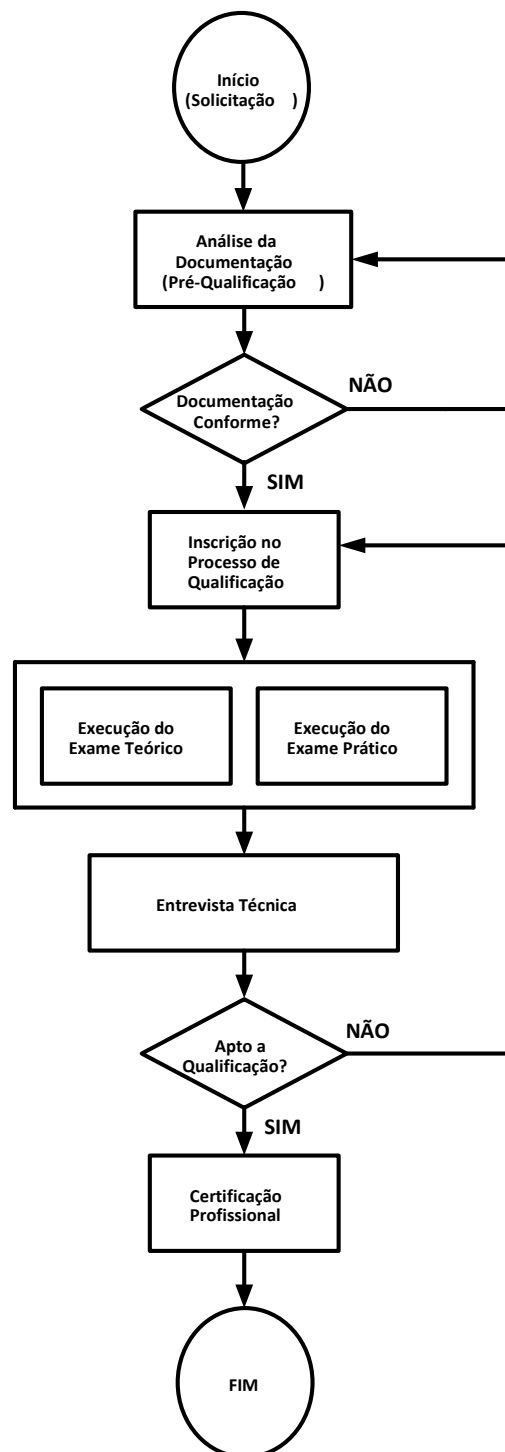 Início
(Solicitação )
Análise da
Documentação
(Pré-Qualificação )
Documentação
Conforme?
NÃO
SIM
Inscrição no
Processo de
Qualificação
Execução do
Exame Teórico
Execução do
Exame Prático
Entrevista Técnica
Apto a
Qualificação?
NÃO
SIM
Certificação
Profissional
FIM